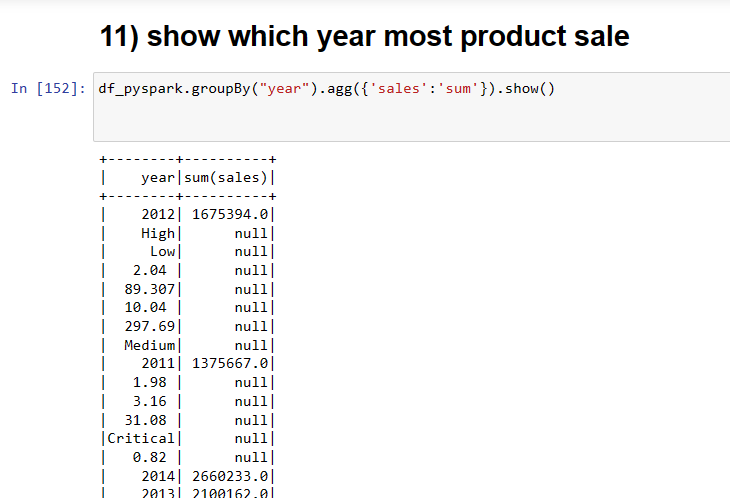 11) show which year most product sale
In [152]: df_pyspark.groupBy("year").agg({'sales':'sum'}).show()
+--------+----------+
|    year|sum(sales)|
+--------+----------+
|    2012| 1675394.0|
|    High|      null|
|     Low|      null|
|   2.04 |      null|
|  89.307|      null|
|  10.04 |      null|
|  297.69|      null|
|  Medium|      null|
|    2011| 1375667.0|
|   1.98 |      null|
|   3.16 |      null|
|  31.08 |      null|
|Critical|      null|
|   0.82 |      null|
|    2014| 2660233.0|
|    2013| 2100162.0|